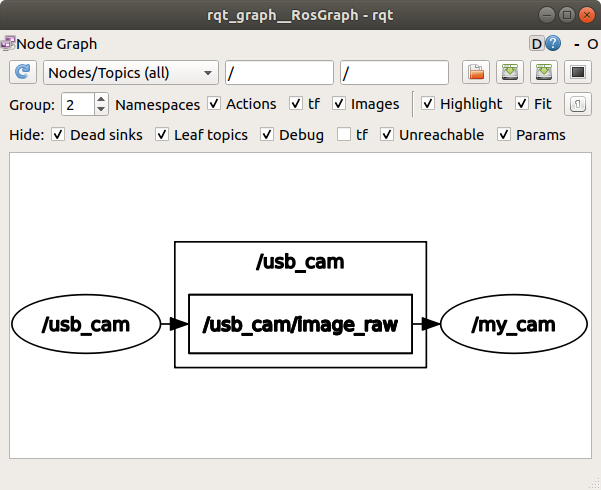 rqt_graph__RosGraph - rqt
Node Graph D ? - O
Nodes/Topics (all) / /
Group: 2 Namespaces Actions tf Images Highlight Fit
Hide: Dead sinks Leaf topics Debug tf Unreachable Params
/usb_cam
/usb_cam /usb_cam/image_raw /my_cam